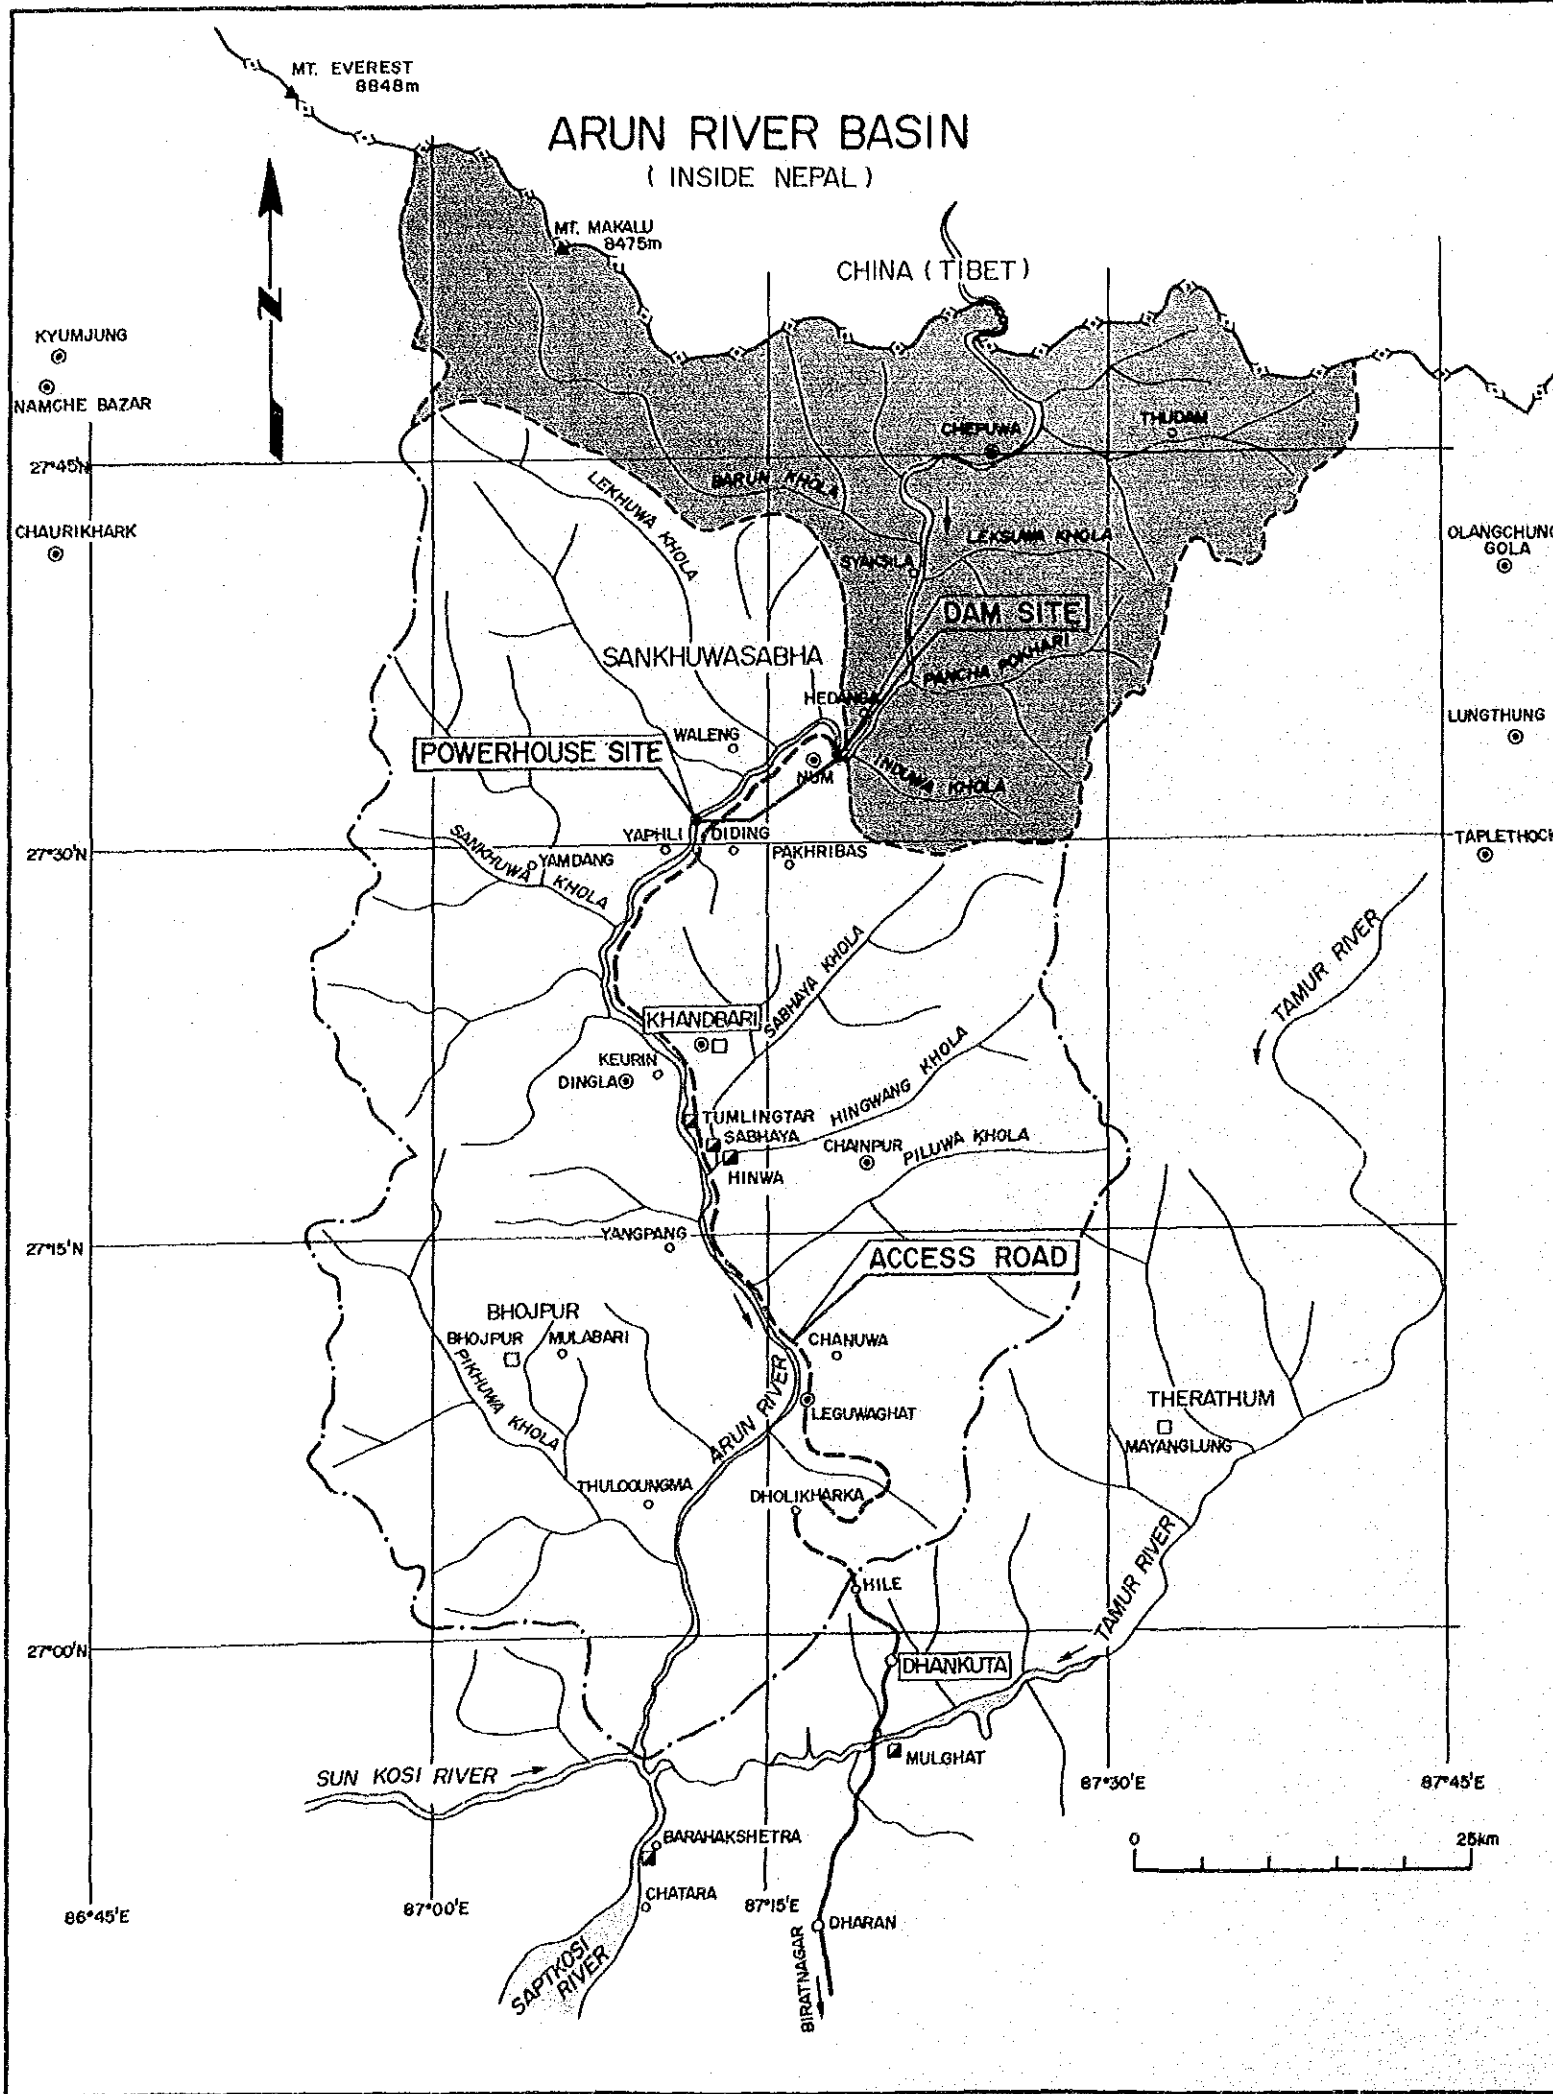 MT. EVEREST
8848m
ARUN RIVER BASIN
( INSIDE NEPAL )
MT. MAKALU
8475m
CHINA ( TIBET )
N
KYUMJUNG
NAMCHE BAZAR
CHEPUWA
THUDAM
27°45'N
BARUN KHOLA
LEKHUWA KHOLA
CHAURIKHARK
LEKSUWA KHOLA
OLANGCHUNG
GOLA
SYAKSILA
DAM SITE
SANKHUWASABHA
PANCHA POKHARI
HEDANGA
LUNGTHUNG
WALENG
POWERHOUSE SITE
NUM
INDUWA KHOLA
SANKHUWA KHOLA
YAPHLI
DIDING
27°30'N
YAMDANG
PAKHRIBAS
TAPLETHOCK
TAMUR RIVER
SABHAYA KHOLA
KHANDBARI
KEURIN
DINGLA
HINGWANG KHOLA
TUMLINGTAR
SABHAYA
CHAINPUR
PILUWA KHOLA
HINWA
YANGPANG
27°15'N
ACCESS ROAD
BHOJPUR
BHOJPUR
MULABARI
CHANUWA
PIKHUWA KHOLA
ARUN RIVER
LEGUWAGHAT
THERATHUM
MAYANGLUNG
THULOOUNGMA
DHOLIKHARKA
TAMUR RIVER
HILE
27°00'N
DHANKUTA
MULGHAT
SUN KOSI RIVER
87°30'E
87°45'E
BARAHAKSHETRA
0
25km
CHATARA
86°45'E
87°00'E
87°15'E
DHARAN
SAPTKOSI
RIVER
BIRATNAGAR